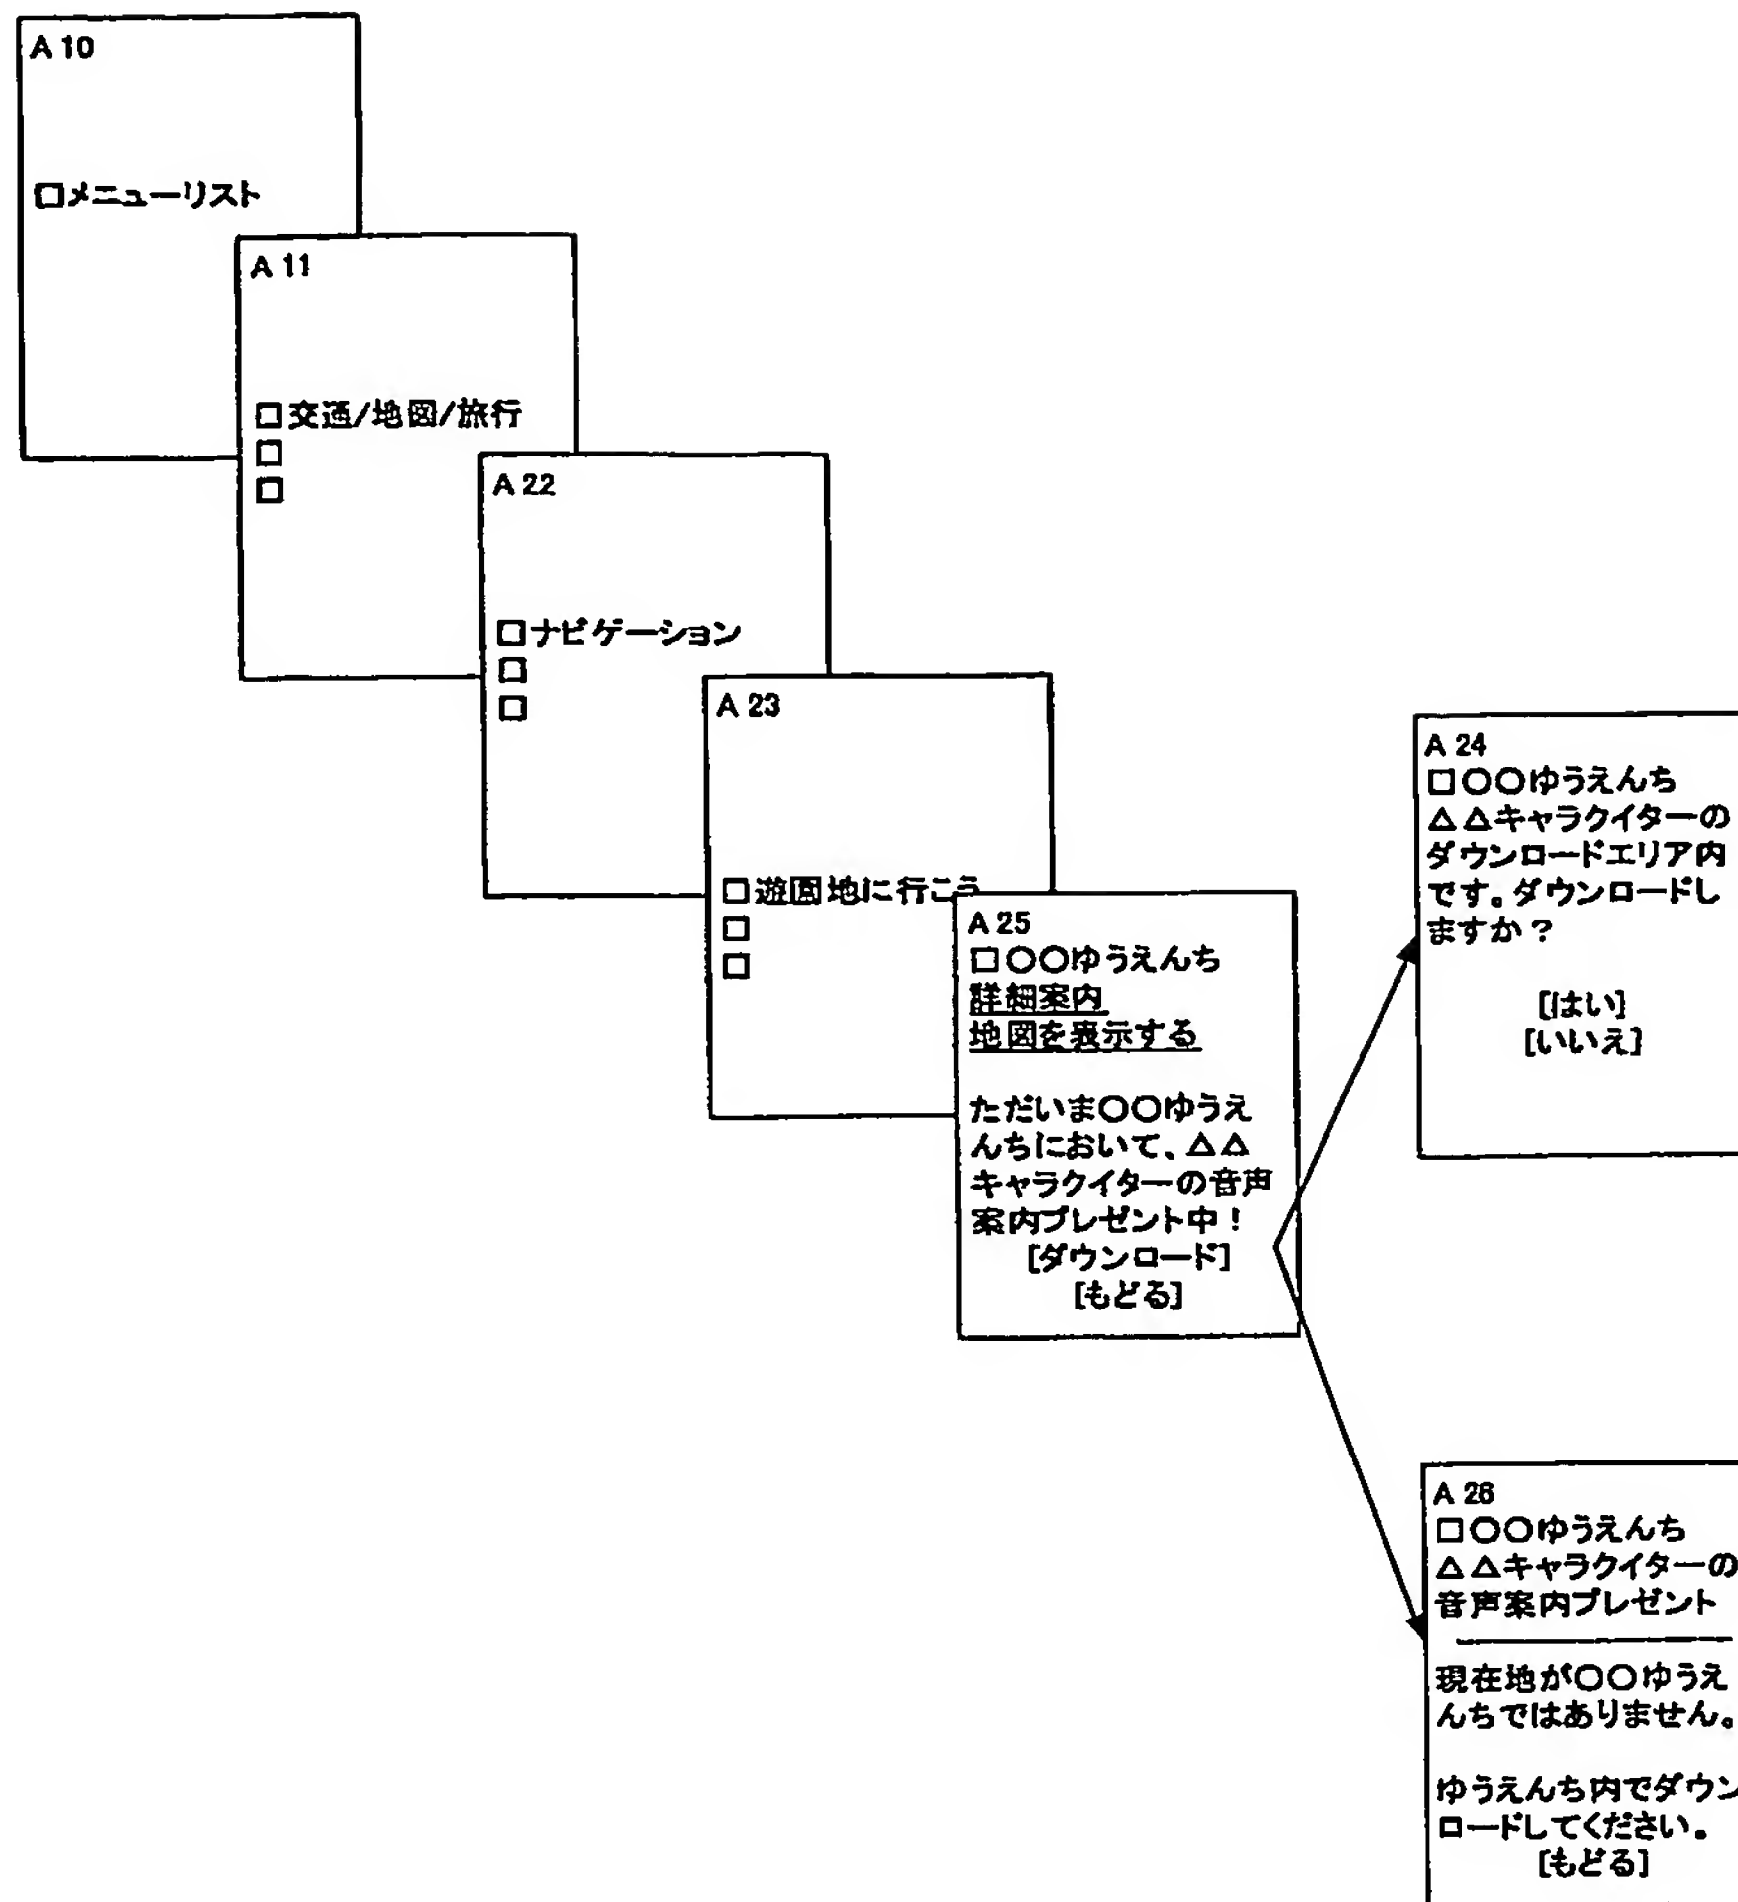 A 10
□メニューリスト
A 11
□交通/地図/旅行
□
□
A 22
□ナビゲーション
□
□
A 23
□遊園地に行こう
□
□
A 25
□〇〇ゆうえんち
詳細案内
地図を表示する
ただいま〇〇ゆうえ
んちにおいて、△△
キャラクイターの音声
案内プレゼント中！
[ダウンロード]
[もどる]
A 24
□〇〇ゆうえんち
△△キャラクイターの
ダウンロードエリア内
です。ダウンロードし
ますか？
[はい]
[いいえ]
A 26
□〇〇ゆうえんち
△△キャラクイターの
音声案内プレゼント
現在地が〇〇ゆうえ
んちではありません。
ゆうえんち内でダウン
ロードしてください。
[もどる]